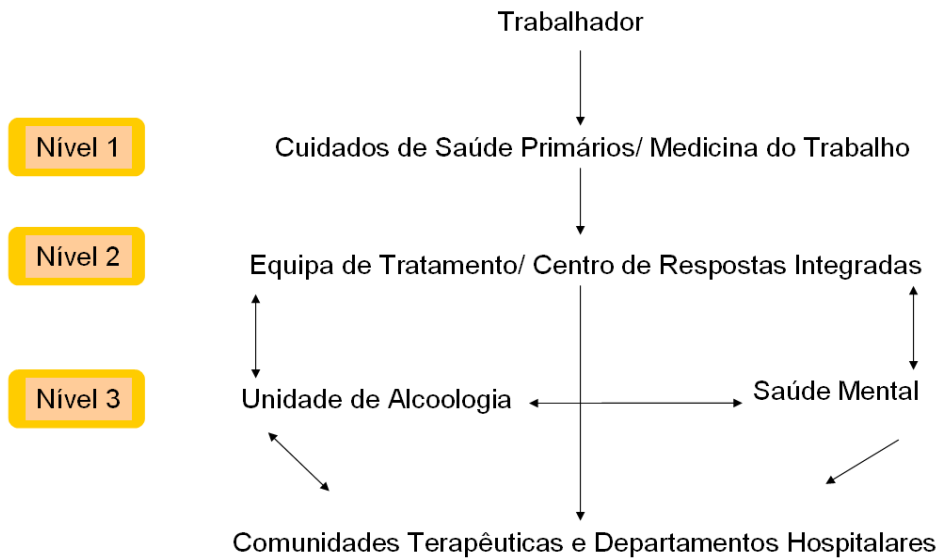 Trabalhador
Nível 1
Cuidados de Saúde Primários/ Medicina do Trabalho
Nível 2
Equipa de Tratamento/ Centro de Respostas Integradas
Nível 3
Unidade de Alcoologia
Saúde Mental
Comunidades Terapêuticas e Departamentos Hospitalares